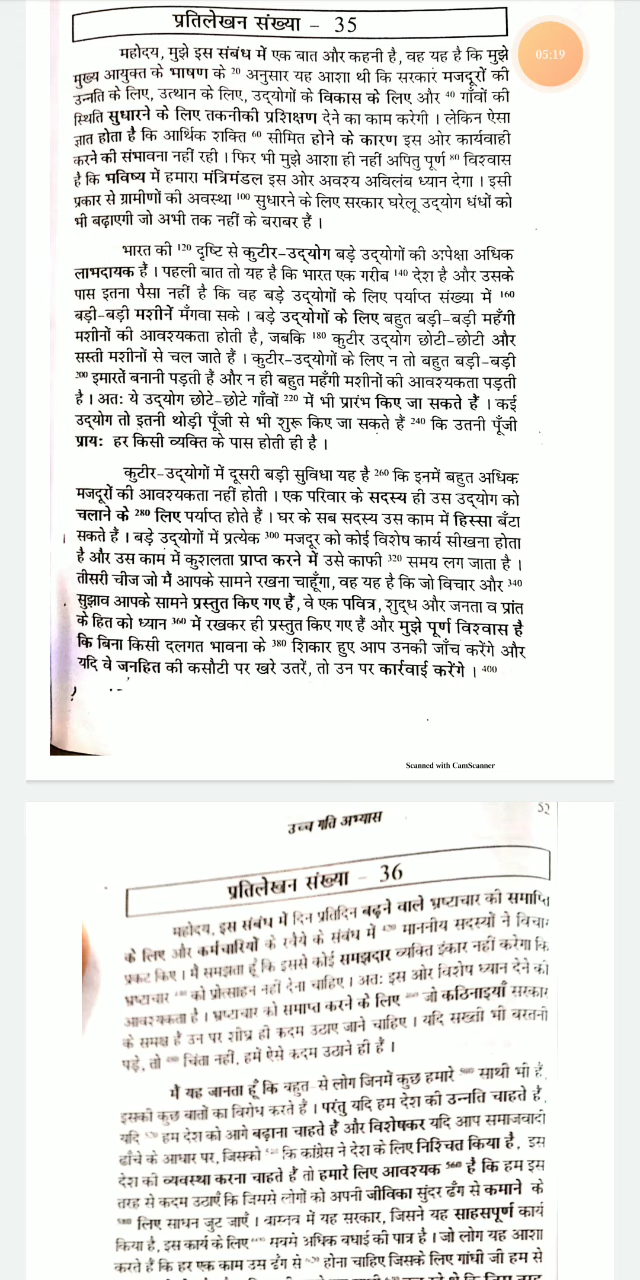 प्रतिलेखन संख्या - 35
05:19
महोदय, मुझे इस संबंध में एक बात और कहनी है, वह यह है कि मुझे
मुख्य आयुक्त के भाषण के 20 अनुसार यह आशा थी कि सरकार मजदूरों की
उन्नति के लिए, उत्थान के लिए, उद्योगों के विकास के लिए और 40 गाँवों की
स्थिति सुधारने के लिए तकनीकी प्रशिक्षण देने का काम करेगी । लेकिन ऐसा
ज्ञात होता है कि आर्थिक शक्ति 60 सीमित होने के कारण इस ओर कार्यवाही
करने की संभावना नहीं रही । फिर भी मुझे आशा ही नहीं अपितु पूर्ण 80 विश्वास
है कि भविष्य में हमारा मंत्रिमंडल इस ओर अवश्य अविलंब ध्यान देगा । इसी
प्रकार से ग्रामीणों की अवस्था 100 सुधारने के लिए सरकार घरेलू उद्योग धंधों को
भी बढ़ाएगी जो अभी तक नहीं के बराबर हैं ।
भारत की 120 दृष्टि से कुटीर-उद्योग बड़े उद्योगों की अपेक्षा अधिक
लाभदायक हैं । पहली बात तो यह है कि भारत एक गरीब 140 देश है और उसके
पास इतना पैसा नहीं है कि वह बड़े उद्योगों के लिए पर्याप्त संख्या में 160
बड़ी-बड़ी मशीनें मँगवा सके । बड़े उद्योगों के लिए बहुत बड़ी-बड़ी महँगी
मशीनों की आवश्यकता होती है, जबकि 180 कुटीर उद्योग छोटी-छोटी और
सस्ती मशीनों से चल जाते हैं । कुटीर-उद्योगों के लिए न तो बहुत बड़ी-बड़ी
200 इमारतें बनानी पड़ती हैं और न ही बहुत महँगी मशीनों की आवश्यकता पड़ती
है । अतः ये उद्योग छोटे-छोटे गाँवों 220 में भी प्रारंभ किए जा सकते हैं । कई
उद्योग तो इतनी थोड़ी पूँजी से भी शुरू किए जा सकते हैं 240 कि उतनी पूँजी
प्रायः हर किसी व्यक्ति के पास होती ही है ।
कुटीर-उद्योगों में दूसरी बड़ी सुविधा यह है 260 कि इनमें बहुत अधिक
मजदूरों की आवश्यकता नहीं होती । एक परिवार के सदस्य ही उस उद्योग को
चलाने के 280 लिए पर्याप्त होते हैं । घर के सब सदस्य उस काम में हिस्सा बँटा
सकते हैं । बड़े उद्योगों में प्रत्येक 300 मजदूर को कोई विशेष कार्य सीखना होता
है और उस काम में कुशलता प्राप्त करने में उसे काफी 320 समय लग जाता है ।
तीसरी चीज जो मैं आपके सामने रखना चाहूँगा, वह यह है कि जो विचार और 340
सुझाव आपके सामने प्रस्तुत किए गए हैं, वे एक पवित्र, शुद्ध और जनता व प्रांत
के हित को ध्यान 360 में रखकर ही प्रस्तुत किए गए हैं और मुझे पूर्ण विश्वास है
कि बिना किसी दलगत भावना के 380 शिकार हुए आप उनकी जाँच करेंगे और
यदि वे जनहित की कसौटी पर खरे उतरें, तो उन पर कार्रवाई करेंगे । 400
Scanned with CamScanner
52
उच्च गति अभ्यास
प्रतिलेखन संख्या - 36
महोदय, इस संबंध में दिन प्रतिदिन बढ़ने वाले भ्रष्टाचार की समाप्ति
के लिए और कर्मचारियों के रवैये के संबंध में माननीय सदस्यों ने विचार
प्रकट किए । मैं समझता हूँ कि इससे कोई समझदार व्यक्ति इंकार नहीं करेगा कि
भ्रष्टाचार को प्रोत्साहन नहीं देना चाहिए । अतः इस ओर विशेष ध्यान देने की
आवश्यकता है । भ्रष्टाचार को समाप्त करने के लिए जो कठिनाइयाँ सरकार
के समक्ष हैं उन पर शीघ्र ही कदम उठाए जाने चाहिए । यदि सख्ती भी बरतनी
पड़े, तो चिंता नहीं, हमें ऐसे कदम उठाने ही हैं ।
मैं यह जानता हूँ कि बहुत से लोग जिनमें कुछ हमारे साथी भी हैं,
इसकी कुछ बातों का विरोध करते हैं । परंतु यदि हम देश की उन्नति चाहते हैं,
यदि हम देश को आगे बढ़ाना चाहते हैं और विशेषकर यदि आप समाजवादी
ढाँचे के आधार पर, जिसको कि कांग्रेस ने देश के लिए निश्चित किया है, इस
देश की व्यवस्था करना चाहते हैं तो हमारे लिए आवश्यक 560 है कि हम इस
तरह से कदम उठाएँ कि जिससे लोगों को अपनी जीविका सुंदर ढँग से कमाने के
लिए साधन जुट जाएँ । वास्तव में यह सरकार, जिसने यह साहसपूर्ण कार्य
किया है, इस कार्य के लिए सबसे अधिक बधाई की पात्र है । जो लोग यह आशा
करते हैं कि हर एक काम उस ढँग से होना चाहिए जिसके लिए गांधी जी हम से